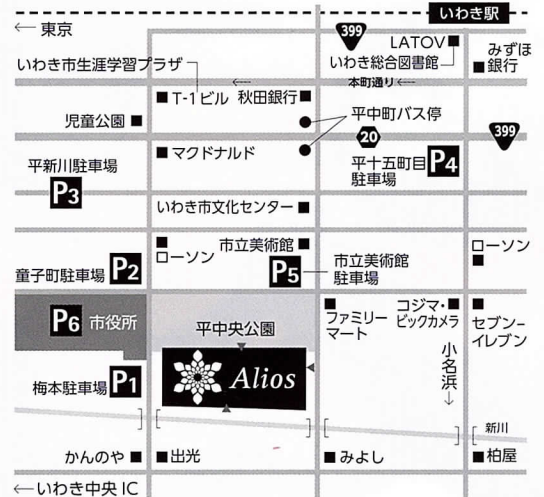 いわき駅
← 東京
399
LATOV■
いわき総合図書館
みずほ
■銀行
いわき市生涯学習プラザ
本町通り←
←
■T-1ビル
秋田銀行■
児童公園■
平中町バス停
20
399
■マクドナルド
平新川駐車場
P3
平十五町目
駐車場
P4
いわき市文化センター■
■
ローソン
市立美術館■
P5
市立美術館
駐車場
ローソン
■
童子町駐車場
P2
P6 市役所
平中央公園
■
ファミリー
マート
コジマ・■
ビックカメラ
■
セブン-
イレブン
Alios
小名浜→
梅本駐車場
P1
新川
かんのや■
■出光
■みよし
■柏屋
←いわき中央 IC